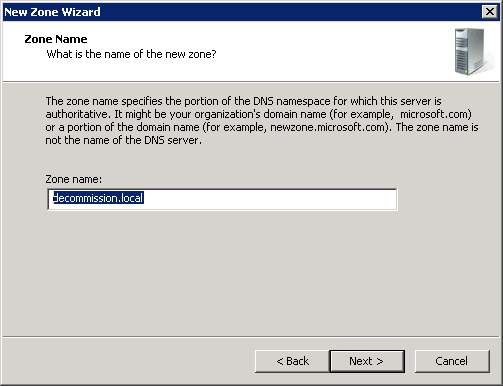 New Zone Wizard
Zone Name
What is the name of the new zone?
The zone name specifies the portion of the DNS namespace for which this server is
authoritative. It might be your organization's domain name (for example, microsoft.com)
or a portion of the domain name (for example, newzone.microsoft.com). The zone name is
not the name of the DNS server.
Zone name:
decommission.local
< Back
Next >
Cancel